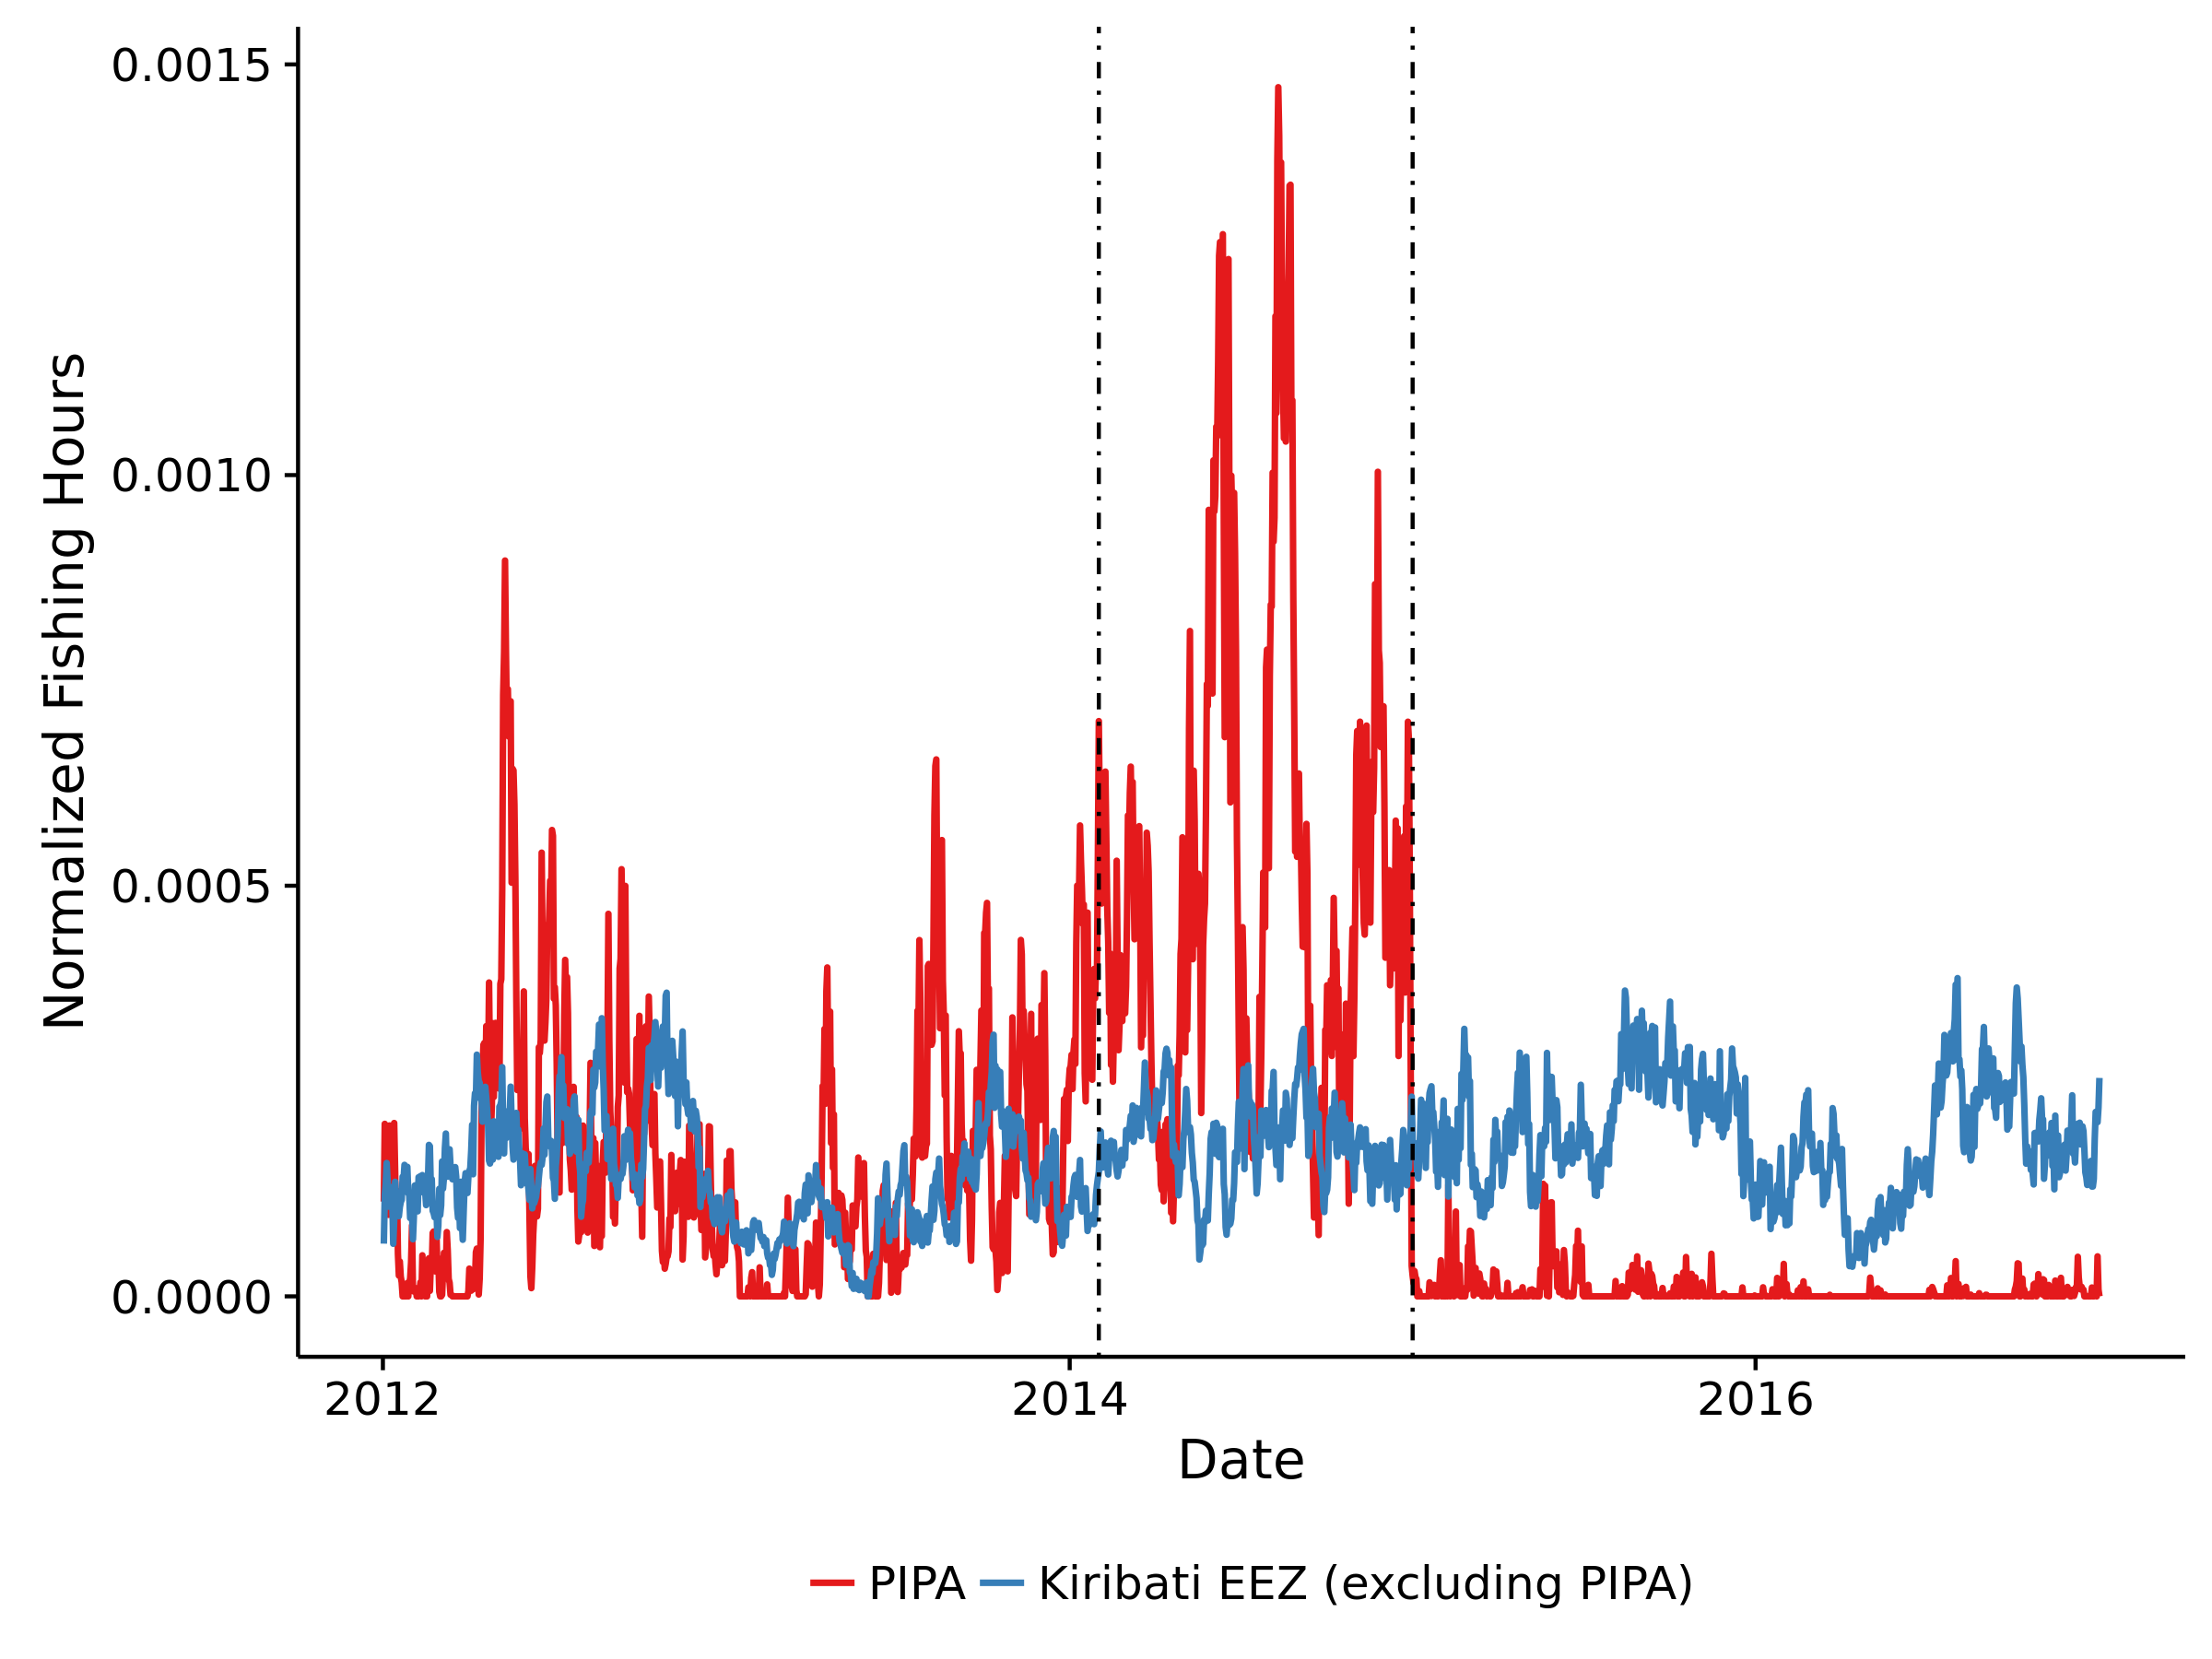 0.0015
0.0010
0.0005
0.0000
Normalized Fishing Hours
2012 2014 2016
Date
PIPA Kiribati EEZ (excluding PIPA)